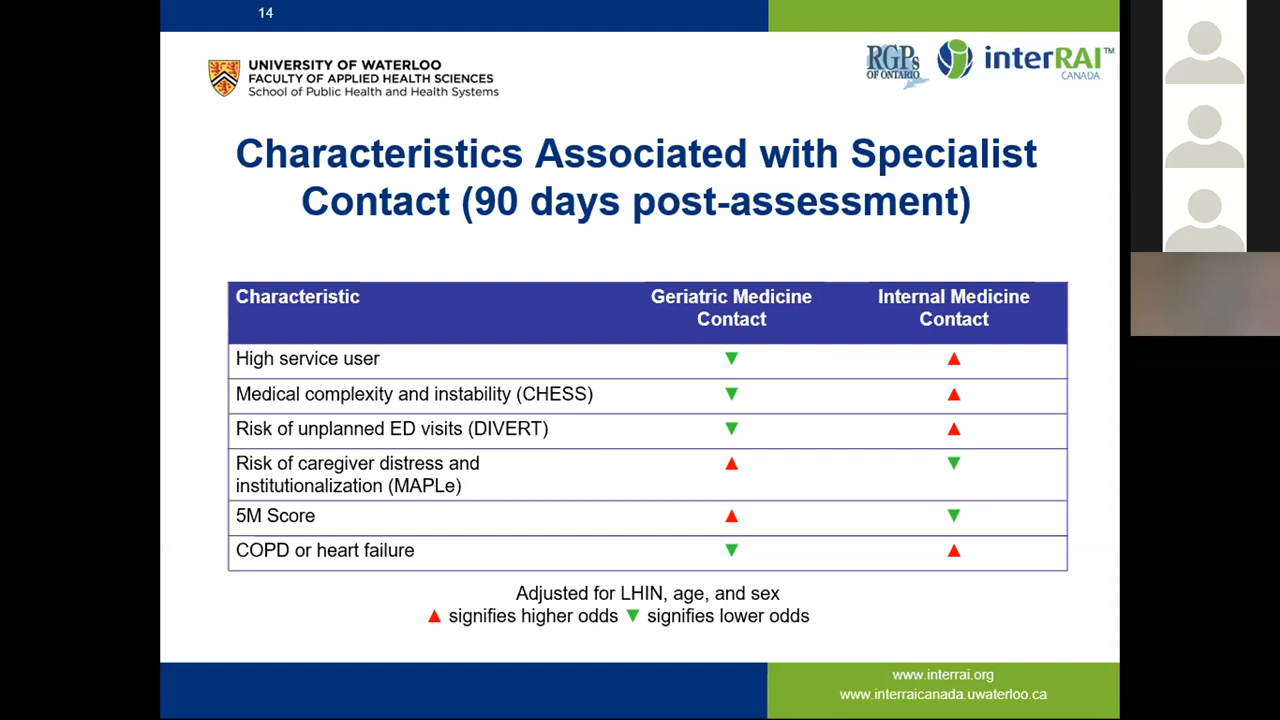 14
UNIVERSITY OF WATERLOO
FACULTY OF APPLIED HEALTH SCIENCES
School of Public Health and Health Systems
RGPs
OF ONTARIO
interRAI™
CANADA
Characteristics Associated with Specialist
Contact (90 days post-assessment)
Characteristic
Geriatric Medicine
Contact
Internal Medicine
Contact
High service user ▼ ▲
Medical complexity and instability (CHESS) ▼ ▲
Risk of unplanned ED visits (DIVERT) ▼ ▲
Risk of caregiver distress and
institutionalization (MAPLe) ▲ ▼
5M Score ▲ ▼
COPD or heart failure ▼ ▲
Adjusted for LHIN, age, and sex
▲ signifies higher odds ▼ signifies lower odds
www.interrai.org
www.interraicanada.uwaterloo.ca